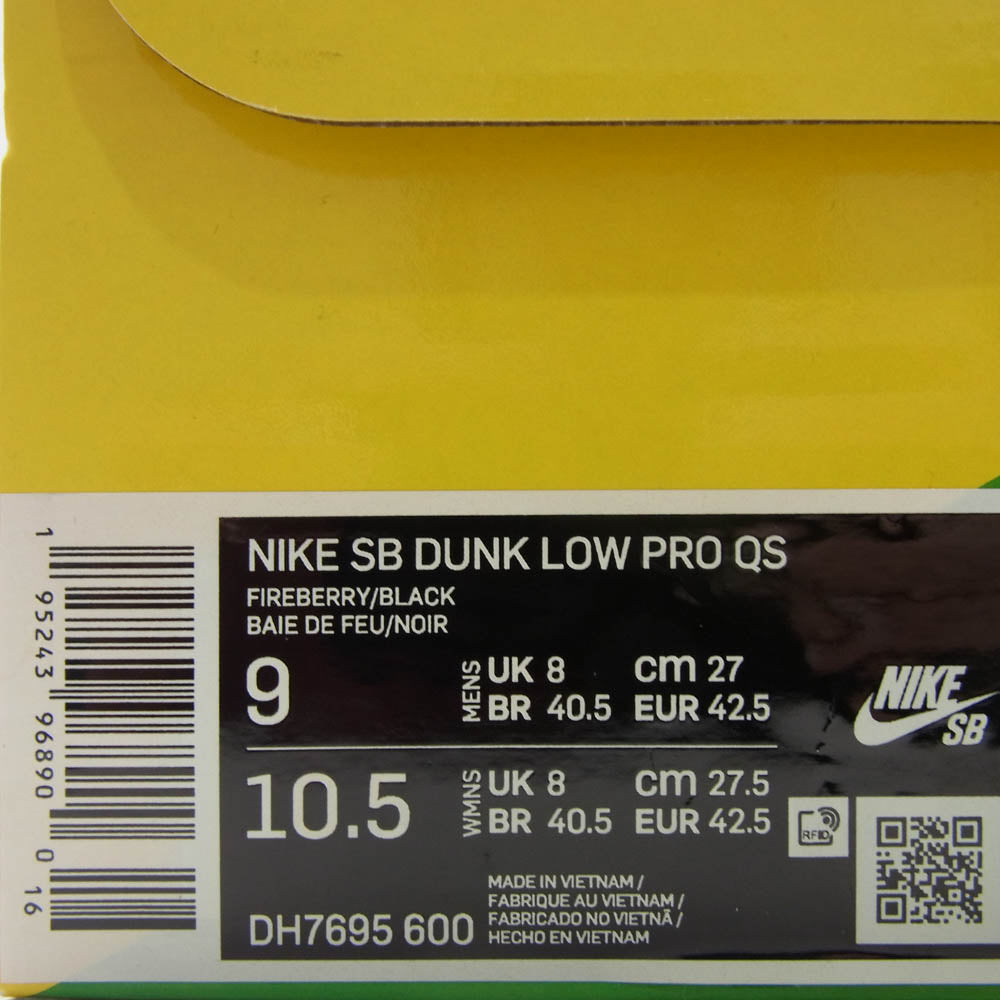 NIKE SB DUNK LOW PRO QS
FIREBERRY/BLACK
BAIE DE FEU/NOIR
9 MENS UK 8 cm 27
BR 40.5 EUR 42.5
10.5 WMNS UK 8 cm 27.5
BR 40.5 EUR 42.5
DH7695 600
MADE IN VIETNAM /
FABRIQUE AU VIETNAM /
FABRICADO NO VIETNÃ /
HECHO EN VIETNAM
NIKE
SB
RFID
1 95243 96890 0 16